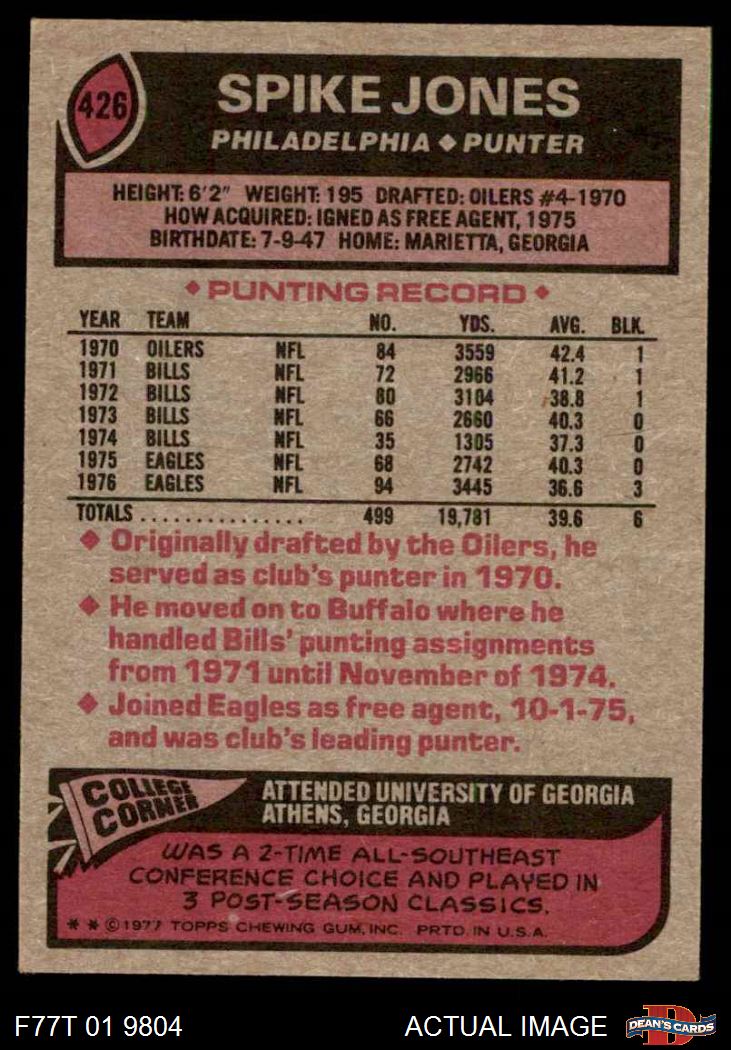 426
SPIKE JONES
PHILADELPHIA ◆ PUNTER
HEIGHT: 6'2" WEIGHT: 195 DRAFTED: OILERS #4-1970
HOW ACQUIRED: IGNED AS FREE AGENT, 1975
BIRTHDATE: 7-9-47 HOME: MARIETTA, GEORGIA
◆ PUNTING RECORD ◆
YEAR TEAM NO. YDS. AVG. BLK.
1970 OILERS NFL 84 3559 42.4 1
1971 BILLS NFL 72 2966 41.2 1
1972 BILLS NFL 80 3104 38.8 1
1973 BILLS NFL 66 2660 40.3 0
1974 BILLS NFL 35 1305 37.3 0
1975 EAGLES NFL 68 2742 40.3 0
1976 EAGLES NFL 94 3445 36.6 3
TOTALS ............... 499 19,781 39.6 6
◆ Originally drafted by the Oilers, he
served as club's punter in 1970.
◆ He moved on to Buffalo where he
handled Bills' punting assignments
from 1971 until November of 1974.
◆ Joined Eagles as free agent, 10-1-75,
and was club's leading punter.
COLLEGE
CORNER
ATTENDED UNIVERSITY OF GEORGIA
ATHENS, GEORGIA
WAS A 2-TIME ALL-SOUTHEAST
CONFERENCE CHOICE AND PLAYED IN
3 POST-SEASON CLASSICS.
* * © 1977 TOPPS CHEWING GUM, INC. PRTD. IN U.S.A.
F77T 01 9804
ACTUAL IMAGE
D
DEAN'S CARDS